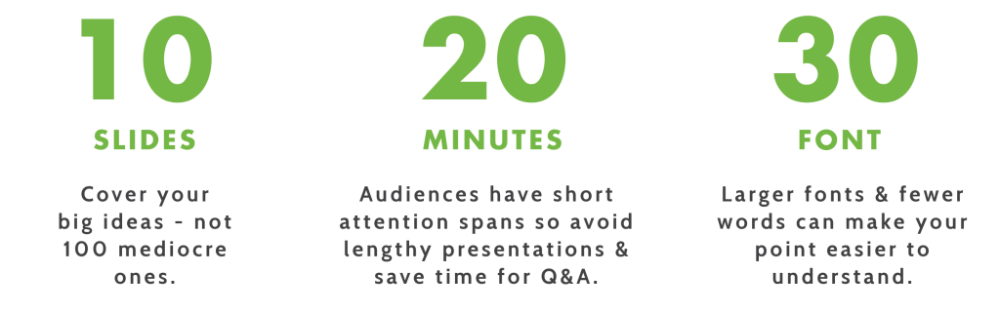 10
SLIDES
Cover your
big ideas - not
100 mediocre
ones.
20
MINUTES
Audiences have short
attention spans so avoid
lengthy presentations &
save time for Q&A.
30
FONT
Larger fonts & fewer
words can make your
point easier to
understand.